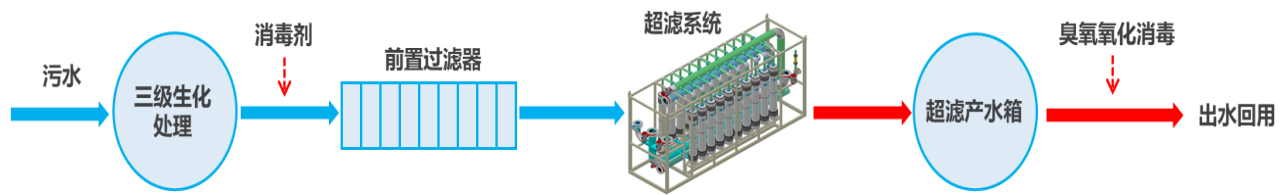 污水
三级生化
处理
消毒剂
前置过滤器
超滤系统
超滤产水箱
臭氧氧化消毒
出水回用